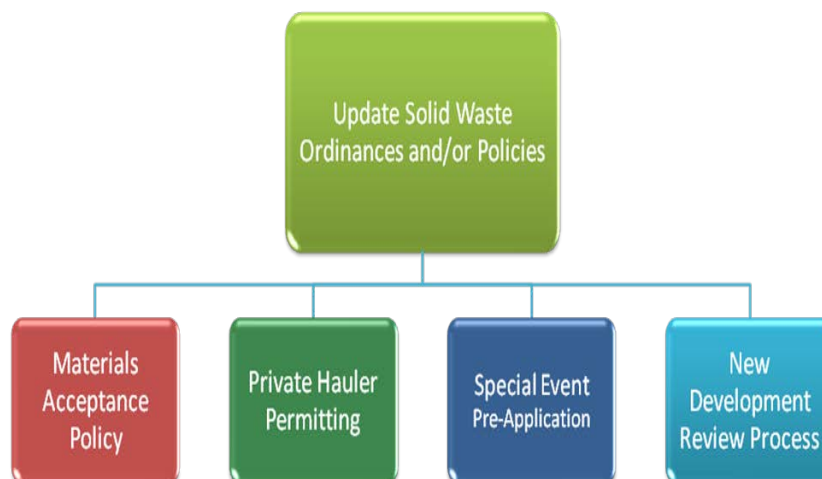 Update Solid Waste
Ordinances and/or Policies
Materials
Acceptance
Policy
Private Hauler
Permitting
Special Event
Pre-Application
New
Development
Review Process